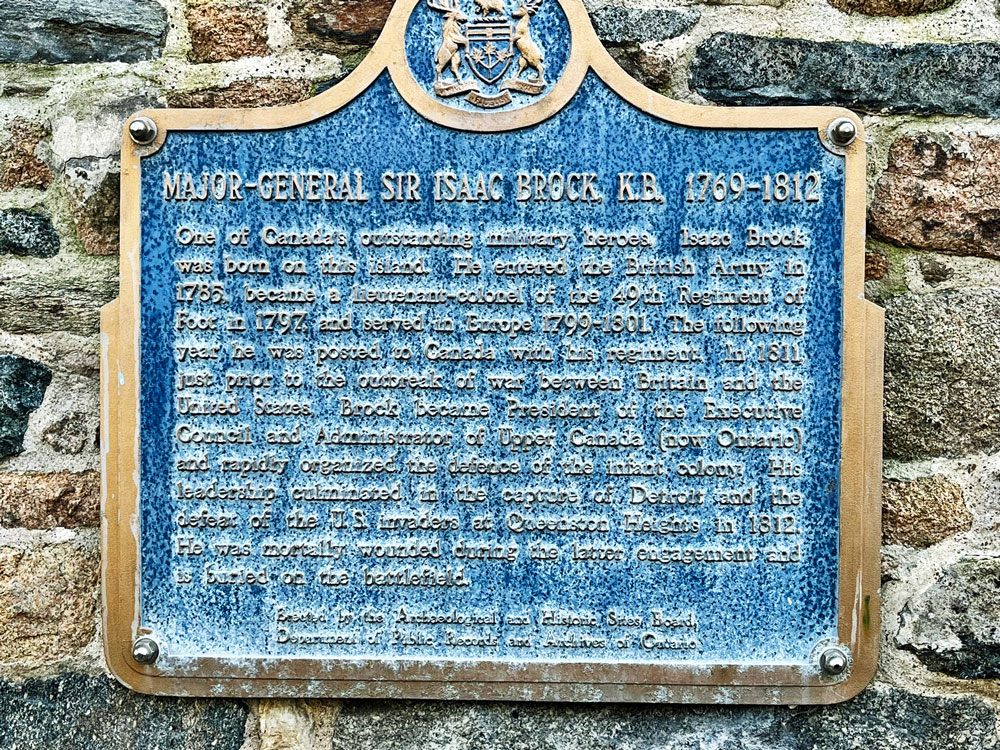 MAJOR-GENERAL SIR ISAAC BROCK, K.B. 1769-1812
One of Canada's outstanding military heroes, Isaac Brock
was born on this island. He entered the British Army in
1785, became a lieutenant-colonel of the 49th Regiment of
Foot in 1797, and served in Europe 1799-1801. The following
year he was posted to Canada with his regiment. In 1811
just prior to the outbreak of war between Britain and the
United States, Brock became President of the Executive
Council and Administrator of Upper Canada (now Ontario)
and rapidly organized the defence of the infant colony. His
leadership culminated in the capture of Detroit and the
defeat of the U.S. invaders at Queenston Heights in 1812.
He was mortally wounded during the latter engagement and
is buried on the battlefield.
Erected by the Archaeological and Historic Sites Board,
Department of Public Records and Archives of Ontario.